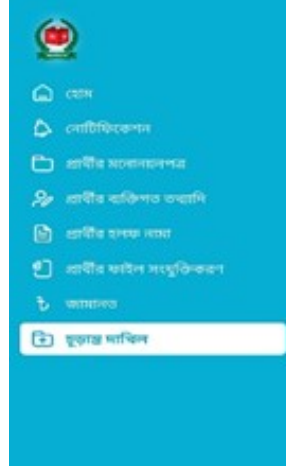 হোম
নোটিফিকেশন
প্রার্থীর মনোনয়নপত্র
প্রার্থীর ব্যক্তিগত তথ্যাদি
প্রার্থীর হলফ নামা
প্রার্থীর ফাইল সংযুক্তিকরণ
জামানত
চূড়ান্ত দাখিল